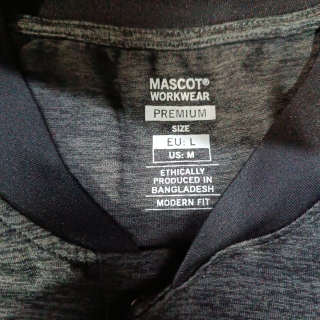 MASCOT®
WORKWEAR
PREMIUM
SIZE
EU: L
US: M
ETHICALLY
PRODUCED IN
BANGLADESH
MODERN FIT